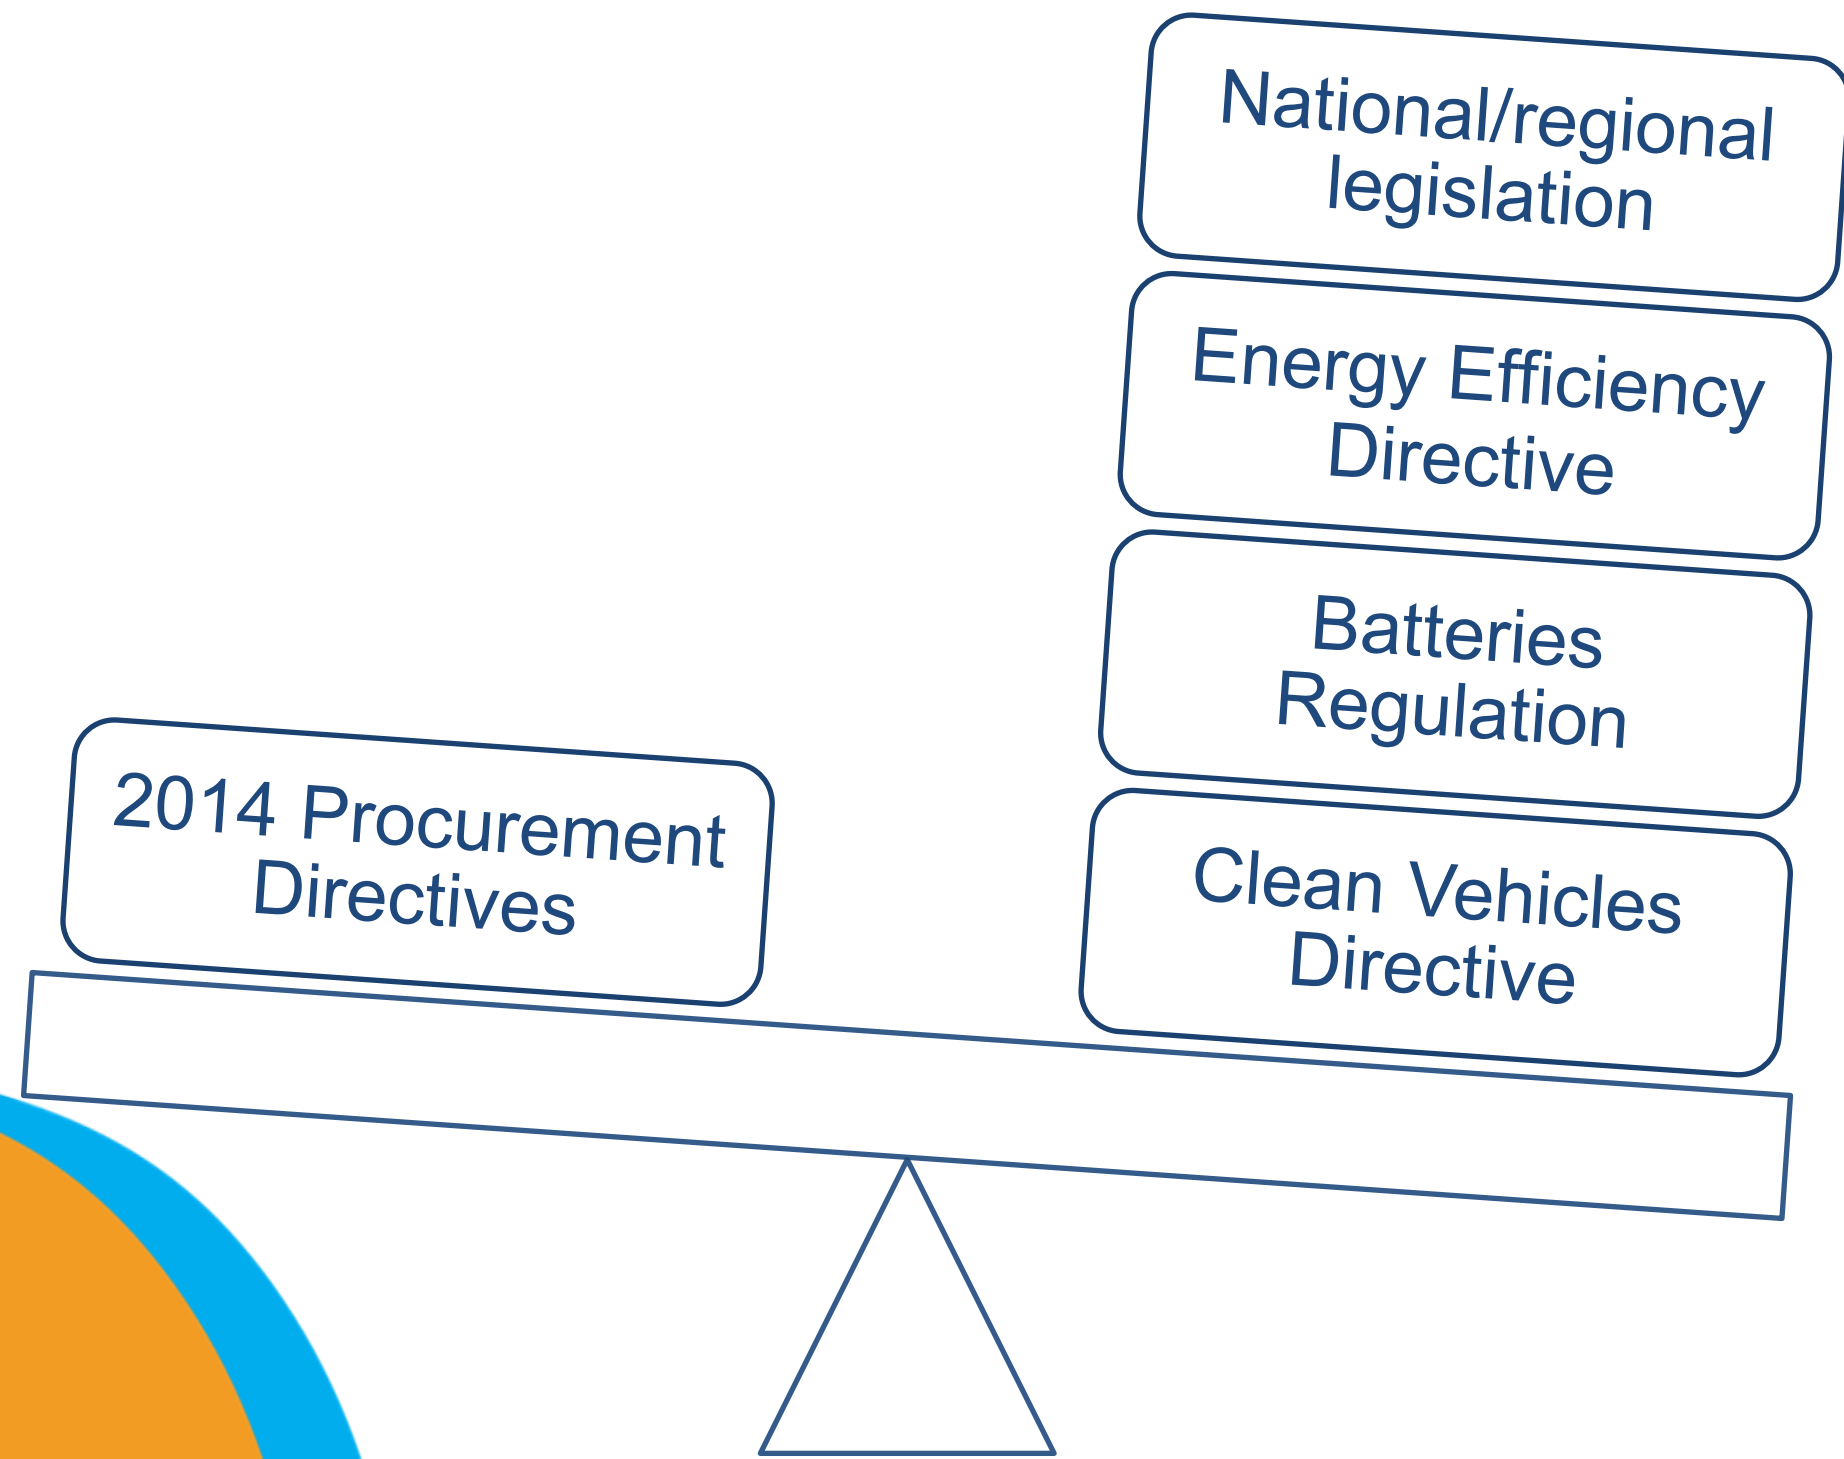 National/regional
legislation
Energy Efficiency
Directive
Batteries
Regulation
2014 Procurement
Directives
Clean Vehicles
Directive